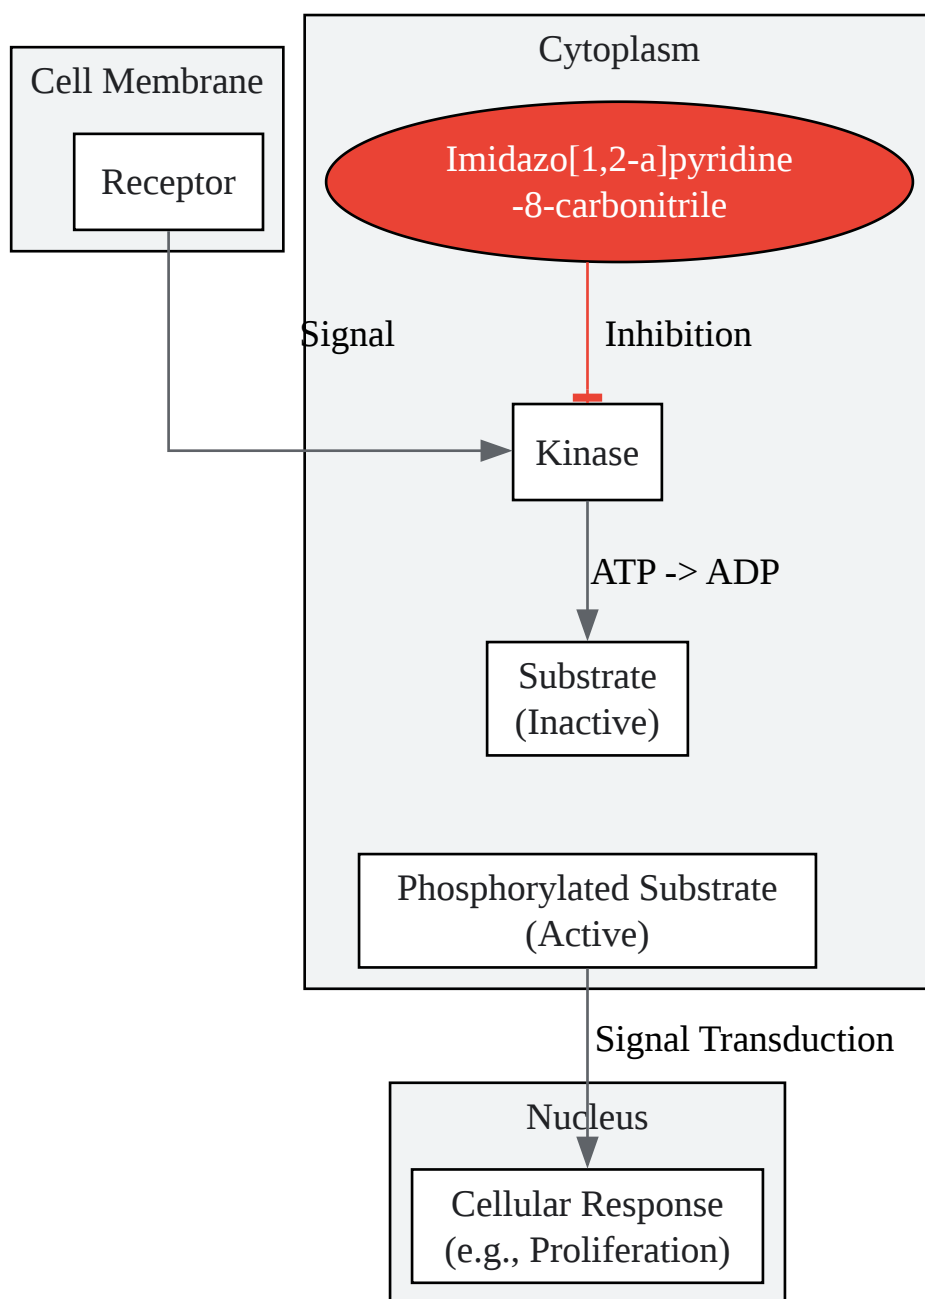 Cytoplasm
Cell Membrane
Receptor
Imidazo[1,2-a]pyridine
-8-carbonitrile
Signal
Inhibition
Kinase
ATP -> ADP
Substrate
(Inactive)
Phosphorylated Substrate
(Active)
Signal Transduction
Nucleus
Cellular Response
(e.g., Proliferation)